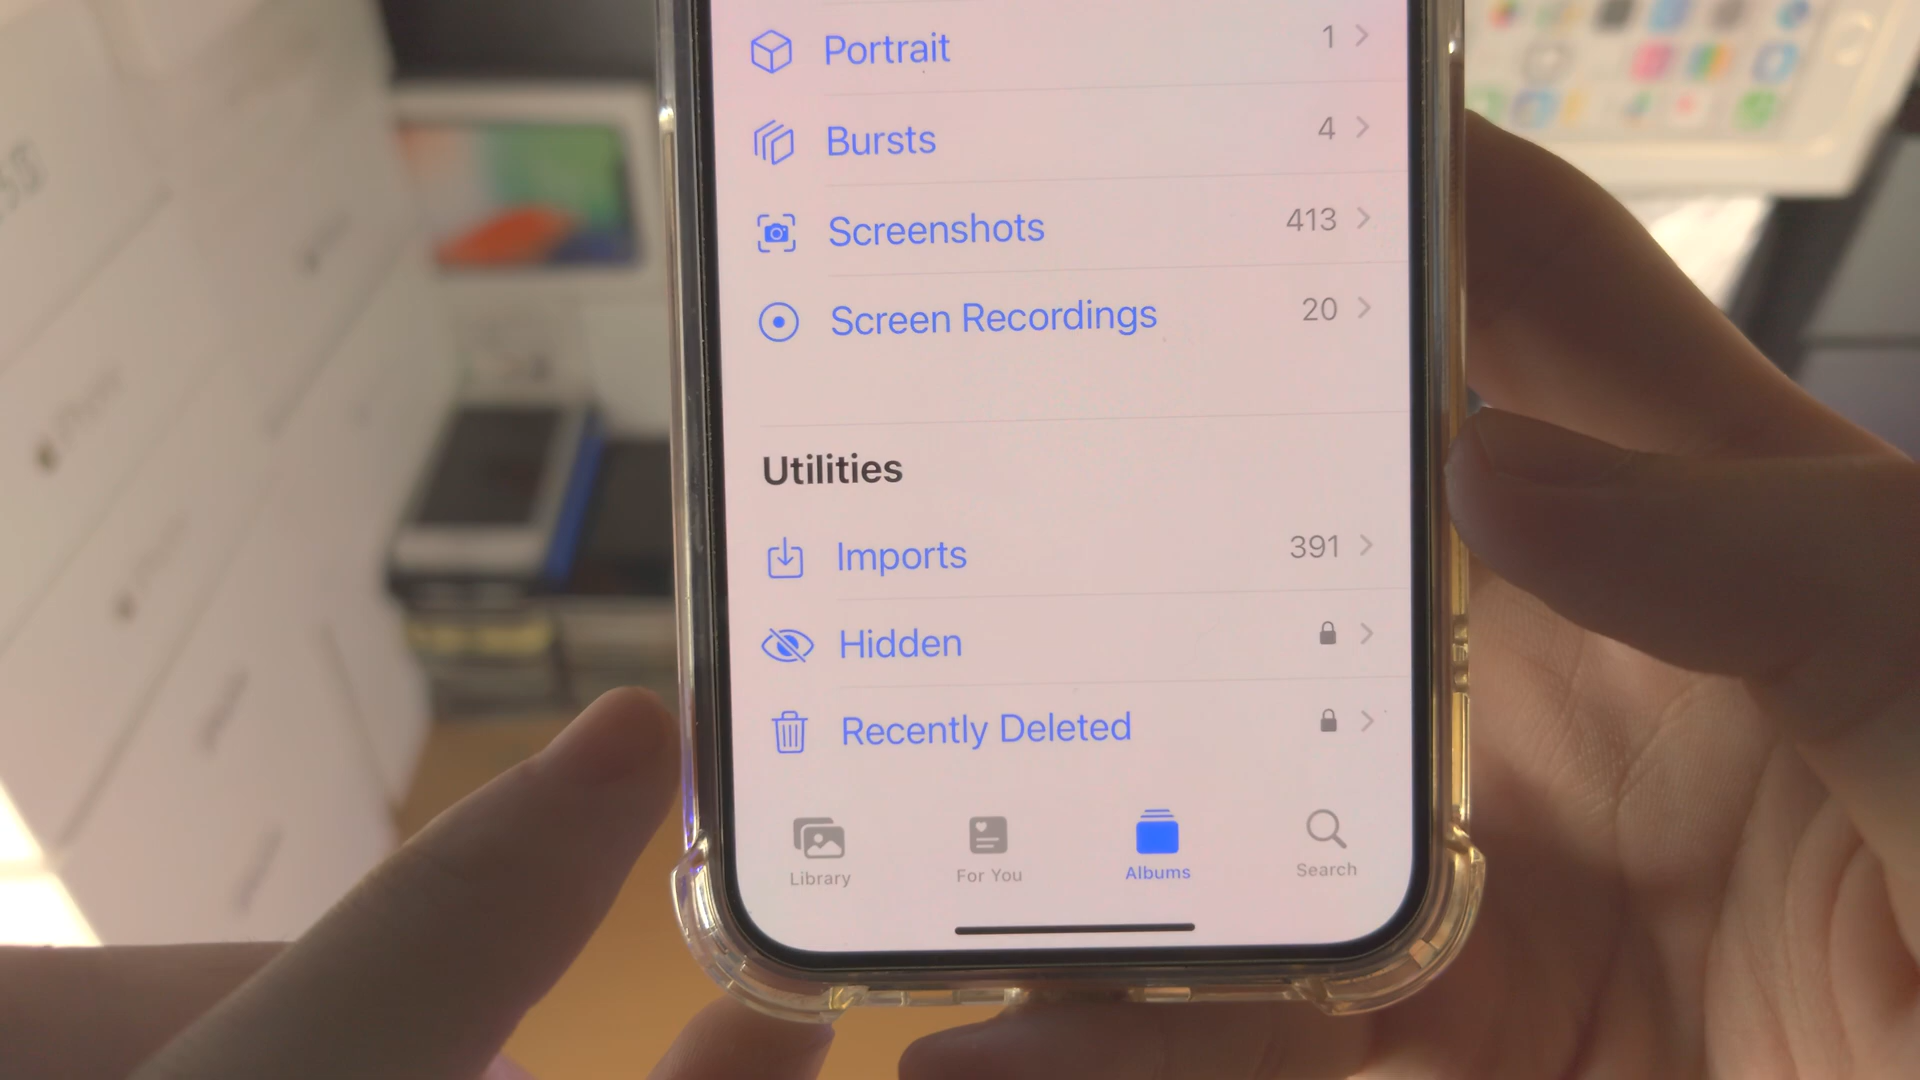 Portrait 1
Bursts 4
Screenshots 413
Screen Recordings 20
Utilities
Imports 391
Hidden
Recently Deleted
Library For You Albums Search